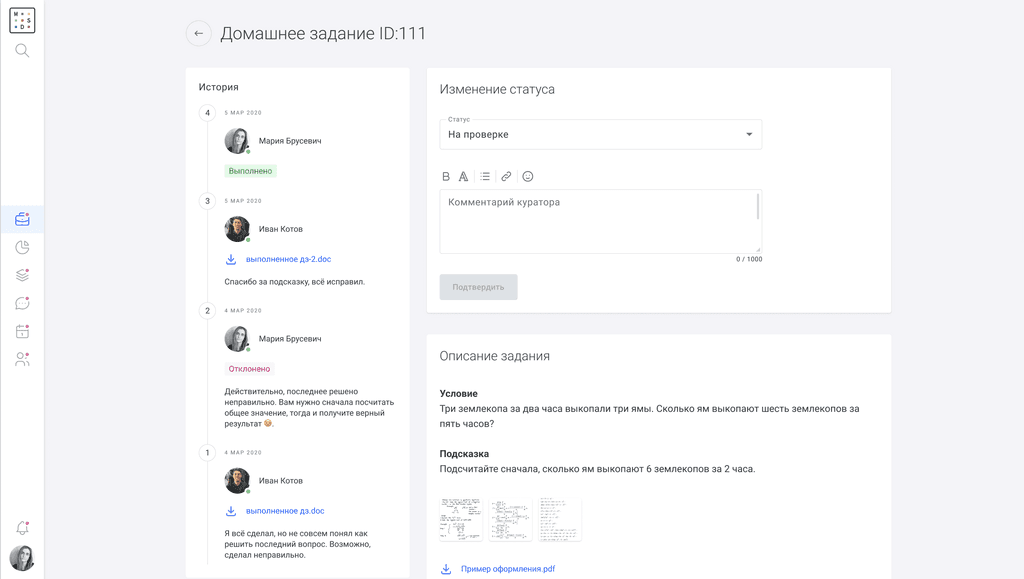 M
S
D
Домашнее задание ID:111
История
4
5 МАР 2020
Мария Брусевич
Выполнено
3
5 МАР 2020
Иван Котов
выполненное дз-2.doc
Спасибо за подсказку, всё исправил.
2
4 МАР 2020
Мария Брусевич
Отклонено
Действительно, последнее решено
неправильно. Вам нужно сначала посчитать
общее значение, тогда и получите верный
результат
1
4 МАР 2020
Иван Котов
выполненное дз.doc
Я всё сделал, но не совсем понял как
решить последний вопрос. Возможно,
сделал неправильно.
Изменение статуса
Статус
На проверке
B A
Комментарий куратора
0 / 1000
Подтвердить
Описание задания
Условие
Три землекопа за два часа выкопали три ямы. Сколько ям выкопают шесть землекопов за
пять часов?
Подсказка
Подсчитайте сначала, сколько ям выкопают 6 землекопов за 2 часа.
Пример оформления.pdf